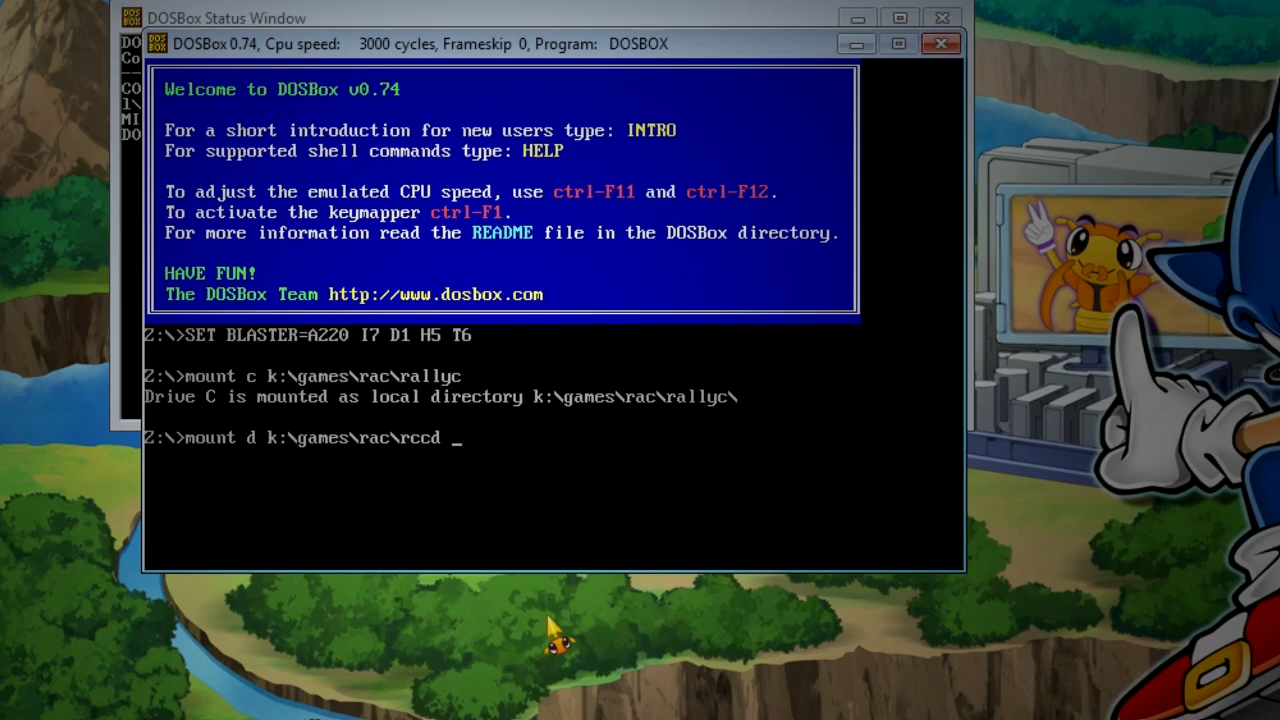 DOSBox Status Window
DOSBox 0.74, Cpu speed: 3000 cycles, Frameskip 0, Program: DOSBOX
DO
Co
--
CO
l\
MI
DO
Welcome to DOSBox v0.74
For a short introduction for new users type: INTRO
For supported shell commands type: HELP
To adjust the emulated CPU speed, use ctrl-F11 and ctrl-F12.
To activate the keymapper ctrl-F1.
For more information read the README file in the DOSBox directory.
HAVE FUN!
The DOSBox Team http://www.dosbox.com
Z:\>SET BLASTER=A220 I7 D1 H5 T6
Z:\>mount c k:\games\rac\rallyc
Drive C is mounted as local directory k:\games\rac\rallyc\
Z:\>mount d k:\games\rac\rccd _